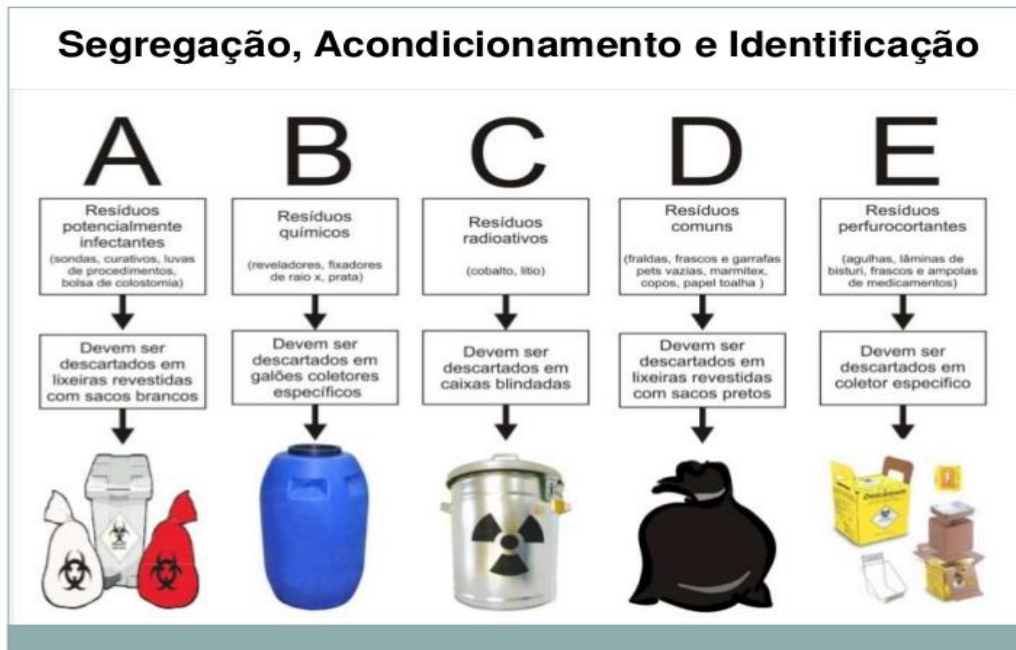 Segregação, Acondicionamento e Identificação
A
B
C
D
E
Resíduos
potencialmente
infectantes
(sondas, curativos, luvas
de procedimentos,
bolsa de colostomia)
Resíduos
químicos
(reveladores, fixadores
de raio x, prata)
Resíduos
radioativos
(cobalto, lítio)
Resíduos
comuns
(fraldas, frascos e garrafas
pets vazias, marmitex,
copos, papel toalha )
Resíduos
perfurocortantes
(agulhas, lâminas de
bisturi, frascos e ampolas
de medicamentos)
Devem ser
descartados em
lixeiras revestidas
com sacos brancos
Devem ser
descartados em
galões coletores
específicos
Devem ser
descartados em
caixas blindadas
Devem ser
descartados em
lixeiras revestidas
com sacos pretos
Devem ser
descartados em
coletor especifico